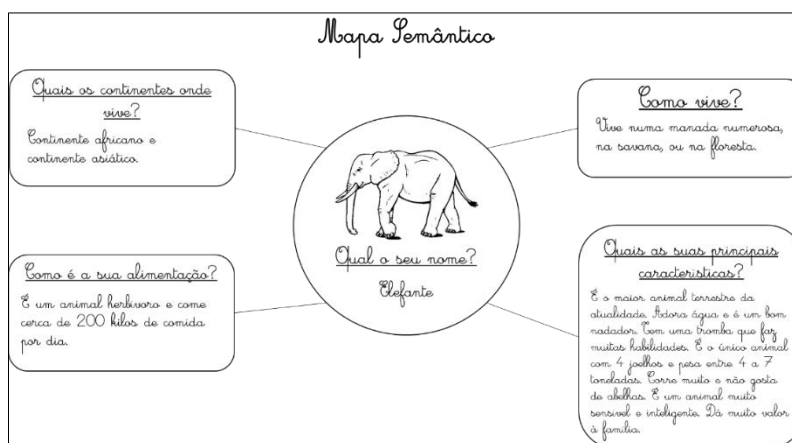 Mapa Semântico
Quais os continentes onde
vive?
Continente africano e
continente asiático.
Como vive?
Vive numa manada numerosa,
na savana, ou na floresta.
Qual o seu nome?
Elefante
Como é a sua alimentação?
É um animal herbívoro e come
cerca de 200 kilos de comida
por dia.
Quais as suas principais
caracteristicas?
É o maior animal terrestre da
atualidade. Adora água e é um bom
nadador. Tem uma tromba que faz
muitas habilidades. É o único animal
com 4 joelhos e pesa entre 4 a 7
toneladas. Corre muito e não gosta
de abelhas. É um animal muito
sensível e inteligente. Dá muito valor
à família.